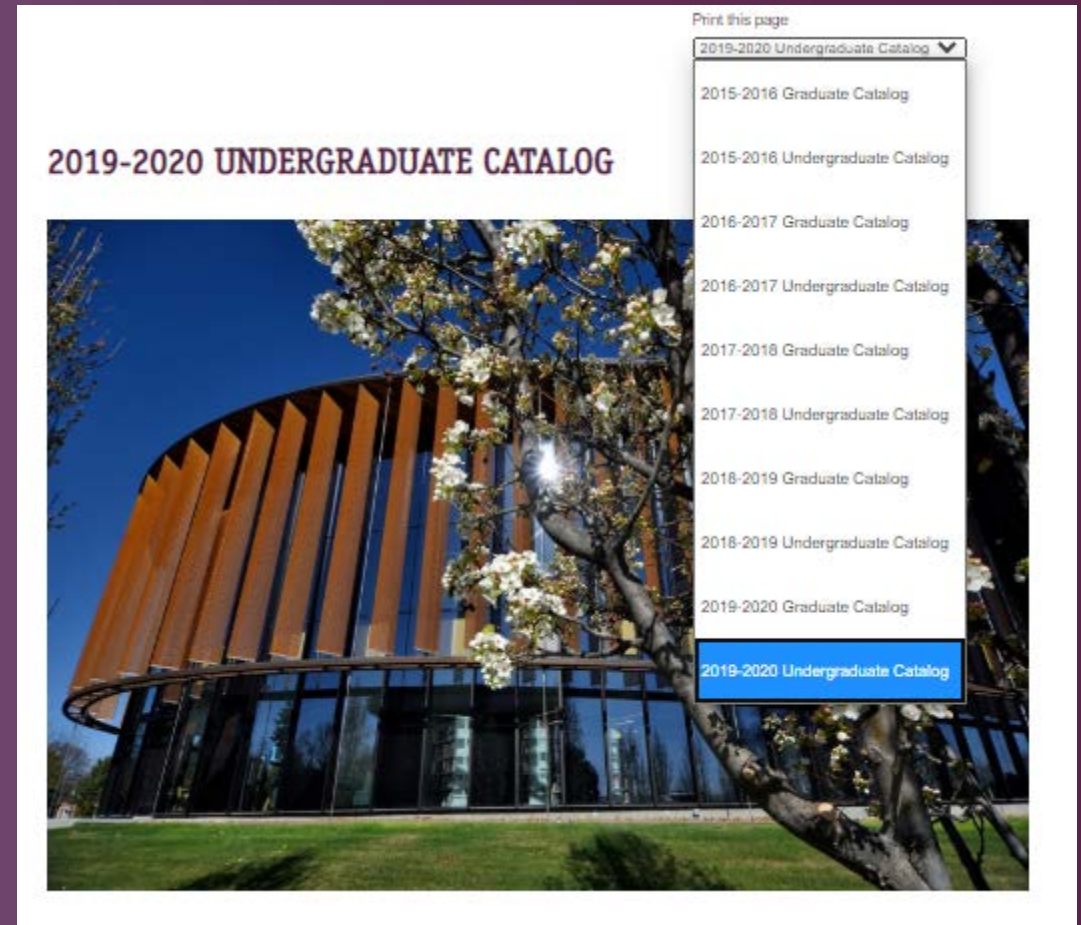 Print this page
2019-2020 Undergraduate Catalog
2015-2016 Graduate Catalog
2015-2016 Undergraduate Catalog
2016-2017 Graduate Catalog
2016-2017 Undergraduate Catalog
2017-2018 Graduate Catalog
2017-2018 Undergraduate Catalog
2018-2019 Graduate Catalog
2018-2019 Undergraduate Catalog
2019-2020 Graduate Catalog
2019-2020 Undergraduate Catalog
2019-2020 UNDERGRADUATE CATALOG